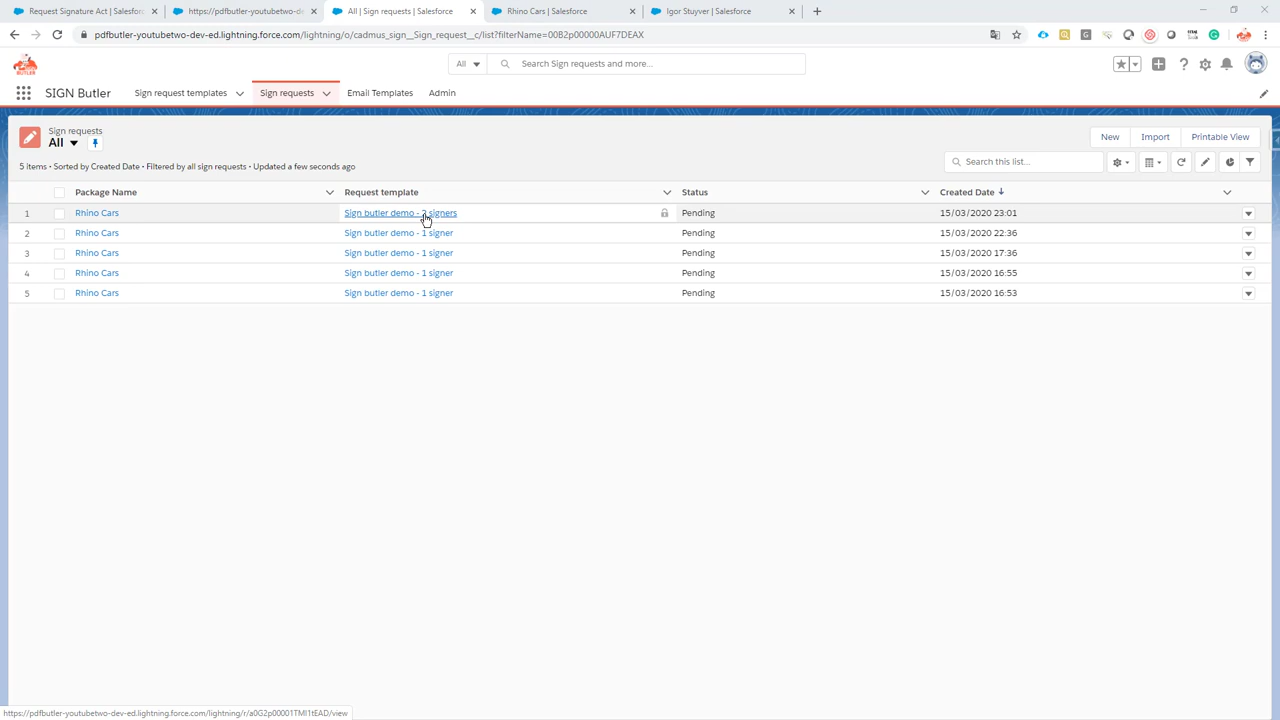 Request Signature Act | Salesfor
https://pdfbutler-youtubetwo-de
All | Sign requests | Salesforce
Rhino Cars | Salesforce
Igor Stuyver | Salesforce
pdfbutler-youtubetwo-dev-ed.lightning.force.com/lightning/o/cadmus_sign__Sign_request__c/list?filterName=00B2p00000AUF7DEAX
All
Search Sign requests and more...
SIGN Butler
Sign request templates
Sign requests
Email Templates
Admin
Sign requests
All
New
Import
Printable View
5 items • Sorted by Created Date • Filtered by all sign requests • Updated a few seconds ago
Search this list...
Package Name
Request template
Status
Created Date
1 Rhino Cars Sign butler demo - 2 signers Pending 15/03/2020 23:01
2 Rhino Cars Sign butler demo - 1 signer Pending 15/03/2020 22:36
3 Rhino Cars Sign butler demo - 1 signer Pending 15/03/2020 17:36
4 Rhino Cars Sign butler demo - 1 signer Pending 15/03/2020 16:55
5 Rhino Cars Sign butler demo - 1 signer Pending 15/03/2020 16:53
https://pdfbutler-youtubetwo-dev-ed.lightning.force.com/lightning/r/a0G2p00001TMI1tEAD/view